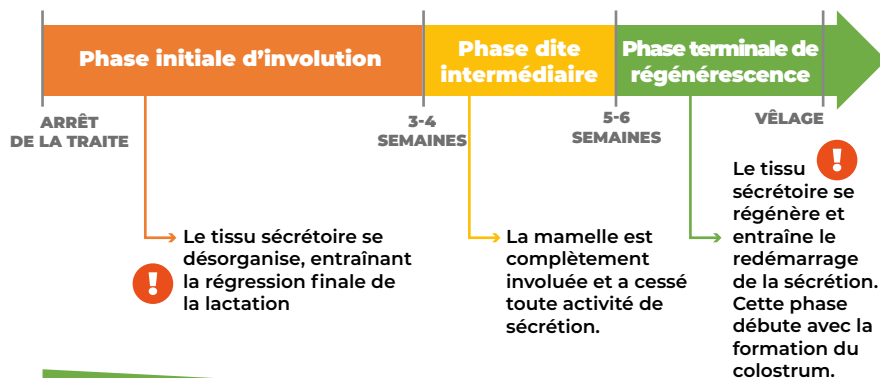 Phase initiale d’involution
Phase dite
intermédiaire
Phase terminale de
régénérescence
ARRÊT
DE LA TRAITE
3-4
SEMAINES
5-6
SEMAINES
VÊLAGE
!
Le tissu sécrétoire se
désorganise, entraînant
la régression finale de
la lactation
La mamelle est
complètement
involuée et a cessé
toute activité de
sécrétion.
!
Le tissu
sécrétoire se
régénère et
entraîne le
redémarrage
de la sécrétion.
Cette phase
débute avec la
formation du
colostrum.